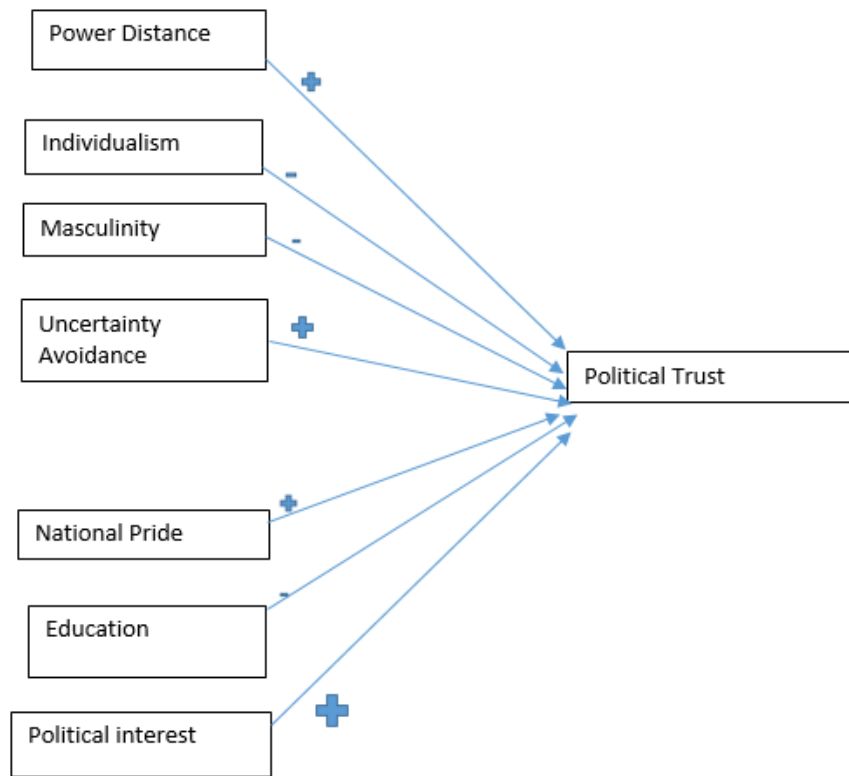 Power Distance
Individualism
Masculinity
Uncertainty
Avoidance
Political Trust
National Pride
Education
Political interest